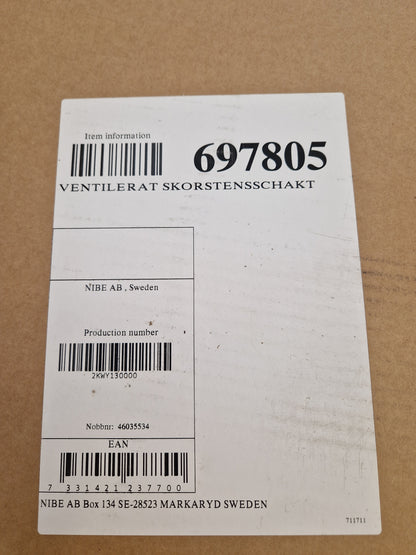 Item information
697805
VENTILERAT SKORSTENSSCHAKT
NIBE AB , Sweden
Production number
2KWY130000
Nobbnr: 46035534
EAN
7 331421 237700
NIBE AB Box 134 SE-28523 MARKARYD SWEDEN
711711